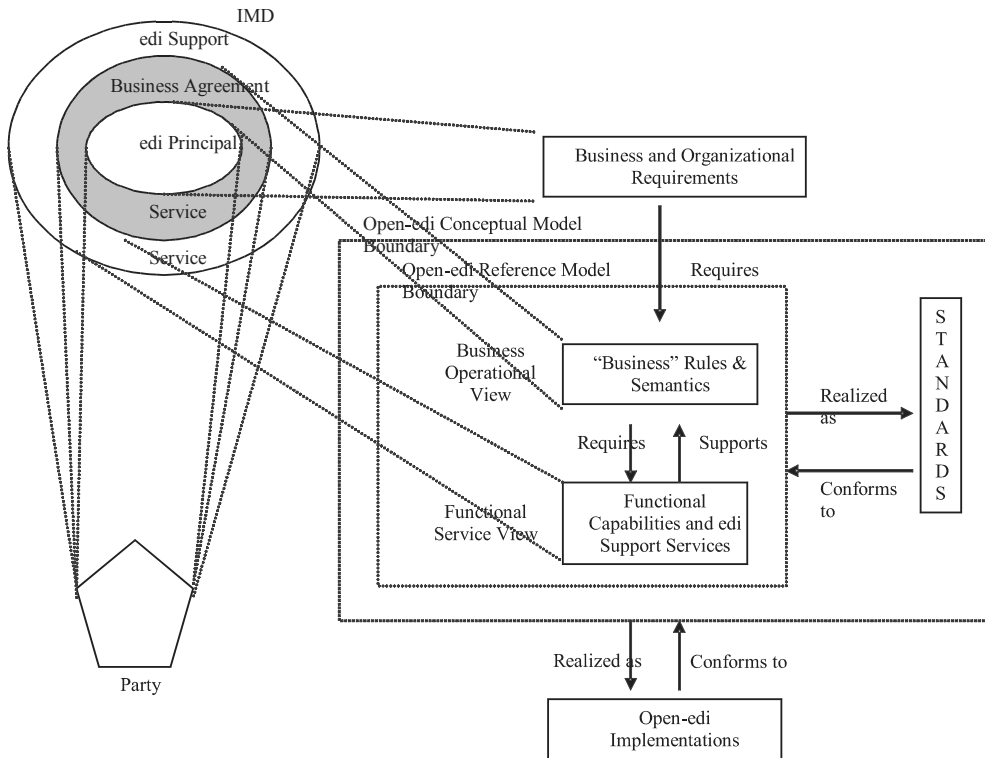 IMD
edi Support
Business Agreement
edi Principal
Service
Service
Party
Business and Organizational
Requirements
Open-edi Conceptual Model
Boundary
Requires
Open-edi Reference Model
Boundary
Business
Operational
View
“Business” Rules &
Semantics
Requires
Supports
Functional
Service View
Functional
Capabilities and edi
Support Services
Realized
as
Conforms
to
STANDARDS
Realized as
Conforms to
Open-edi
Implementations